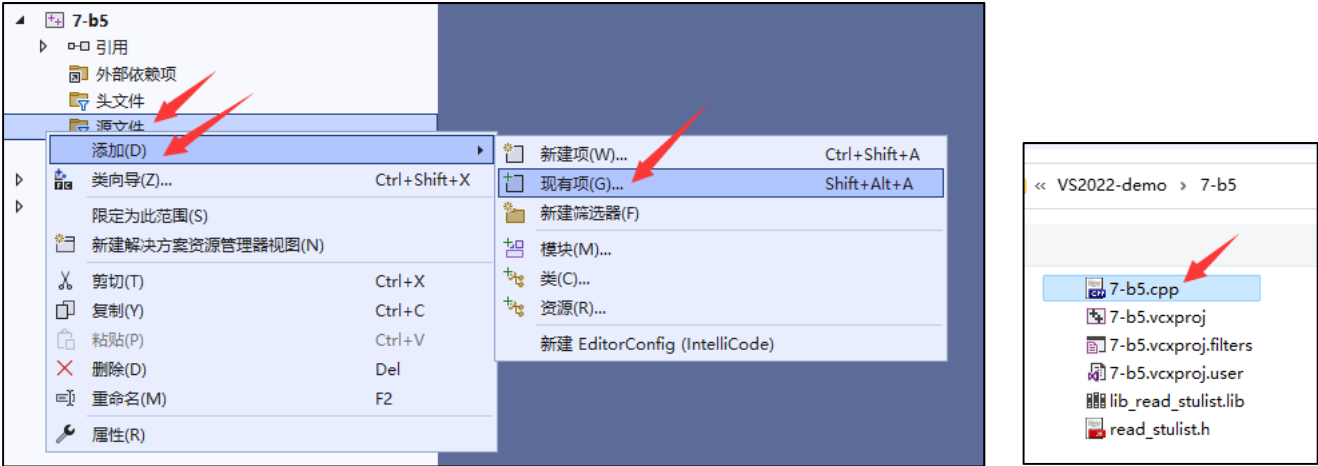 7-b5
引用
外部依赖项
头文件
源文件
添加(D)
类向导(Z)... Ctrl+Shift+X
限定为此范围(S)
新建解决方案资源管理器视图(N)
剪切(T) Ctrl+X
复制(Y) Ctrl+C
粘贴(P) Ctrl+V
删除(D) Del
重命名(M) F2
属性(R)
新建项(W)... Ctrl+Shift+A
现有项(G)... Shift+Alt+A
新建筛选器(F)
模块(M)...
类(C)...
资源(R)...
新建 EditorConfig (IntelliCode)
« VS2022-demo › 7-b5
7-b5.cpp
7-b5.vcxproj
7-b5.vcxproj.filters
7-b5.vcxproj.user
lib_read_stulist.lib
read_stulist.h